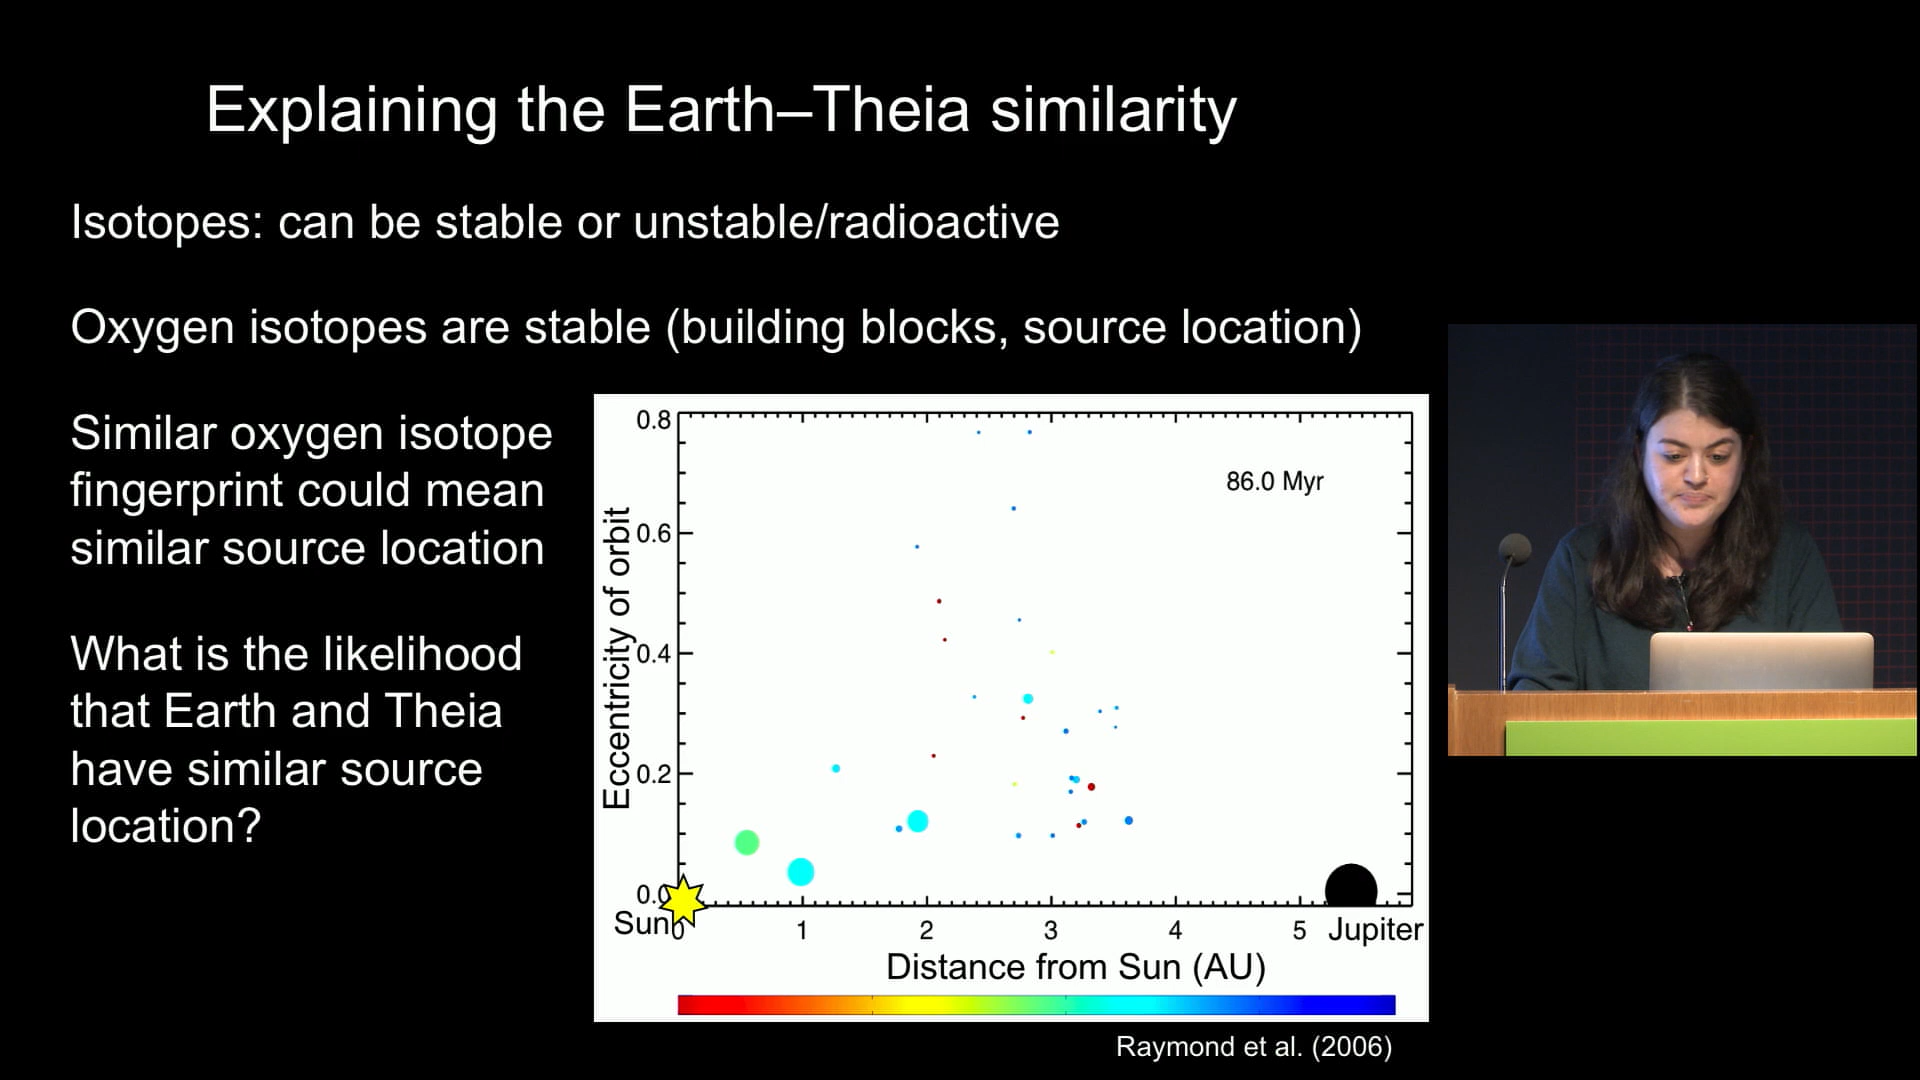 Explaining the Earth–Theia similarity
Isotopes: can be stable or unstable/radioactive
Oxygen isotopes are stable (building blocks, source location)
Similar oxygen isotope
fingerprint could mean
similar source location
What is the likelihood
that Earth and Theia
have similar source
location?
86.0 Myr
Eccentricity of orbit
0.8
0.6
0.4
0.2
0.0
Sun
0 1 2 3 4 5 Jupiter
Distance from Sun (AU)
Raymond et al. (2006)